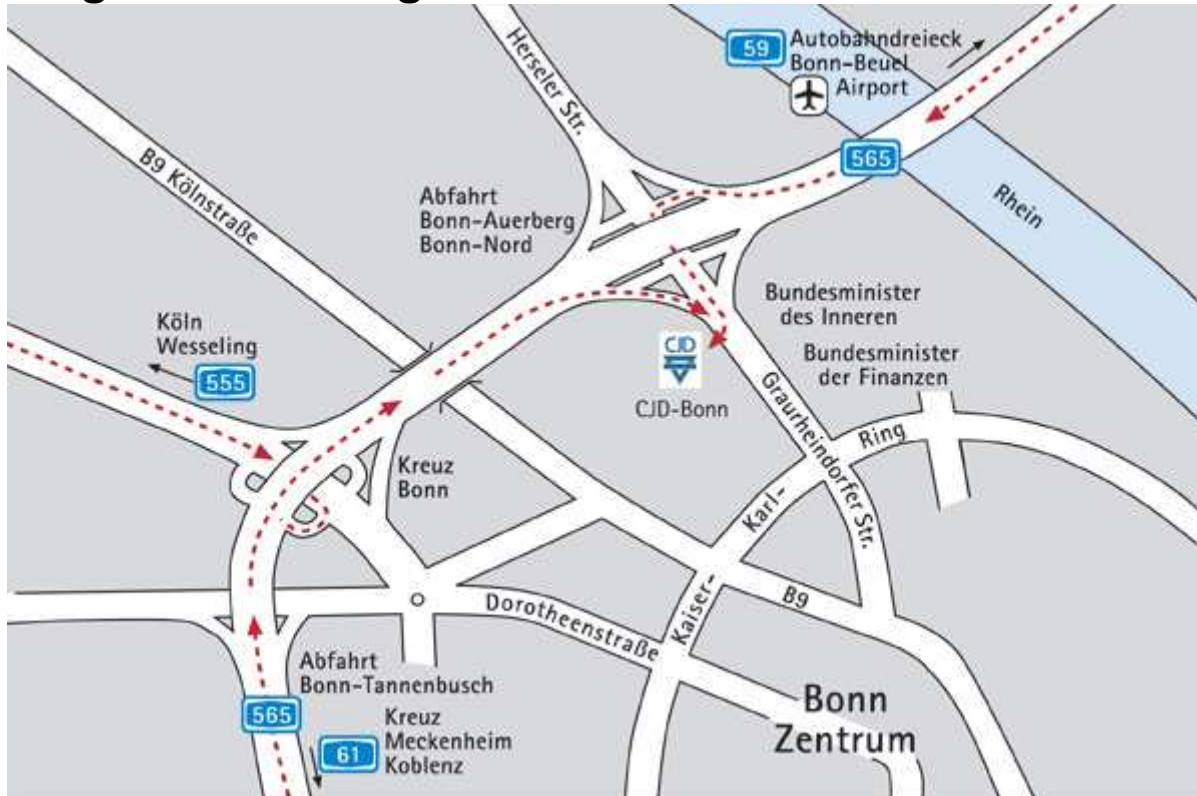 Herseler Str.
59
Autobahndreieck
Bonn-Beuel
Airport
565
B9 Kölnstraße
Rhein
Abfahrt
Bonn-Auerberg
Bonn-Nord
Bundesminister
des Inneren
Köln
Wesseling
555
CJD
CJD-Bonn
Bundesminister
der Finanzen
Graurheindorfer Str.
Kaiser-
Karl-
Ring
Kreuz
Bonn
B9
Dorotheenstraße
Abfahrt
Bonn-Tannenbusch
565
Kreuz
Meckenheim
Koblenz
61
Bonn
Zentrum